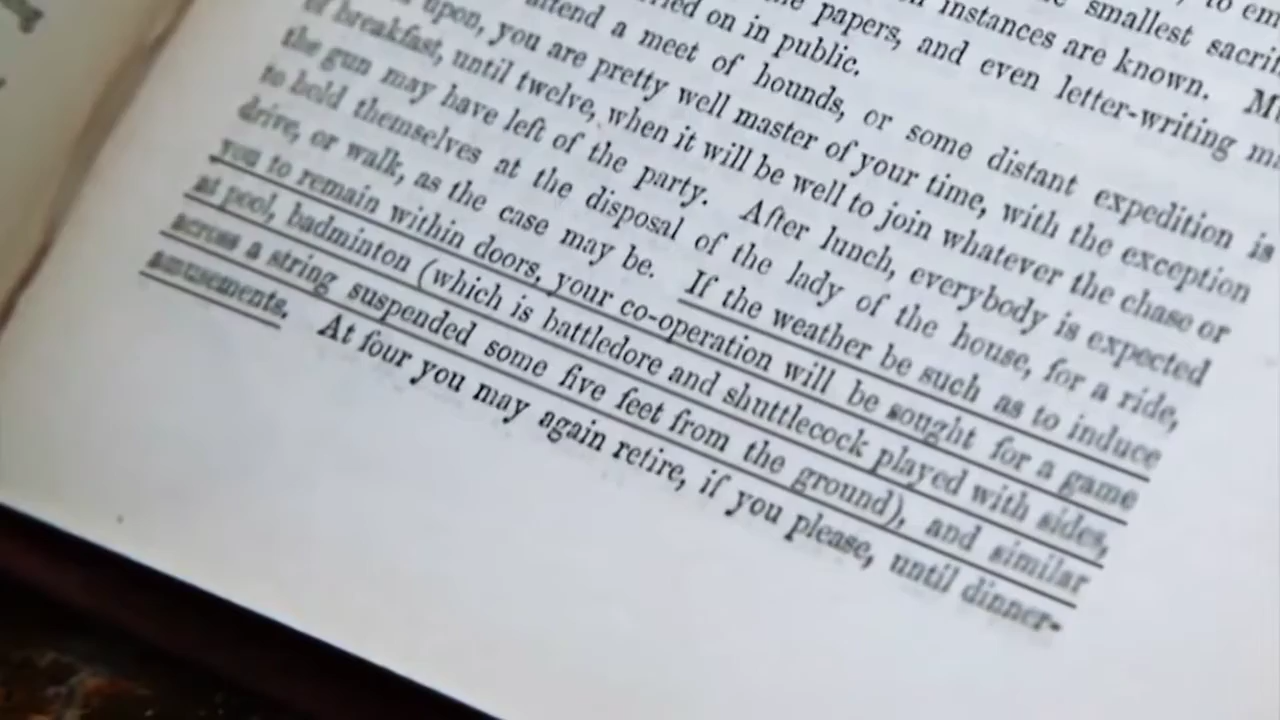 to em
smallest sacrif
instances are known. M
the papers, and even letter-writing m
ried on in public.
attend a meet of hounds, or some distant expedition is
upon, you are pretty well master of your time, with the exception
of breakfast, until twelve, when it will be well to join whatever the chase or
the gun may have left of the party. After lunch, everybody is expected
to hold themselves at the disposal of the lady of the house, for a ride,
drive, or walk, as the case may be. If the weather be such as to induce
you to remain within doors, your co-operation will be sought for a game
at pool, badminton (which is battledore and shuttlecock played with sides,
across a string suspended some five feet from the ground), and similar
amusements. At four you may again retire, if you please, until dinner-